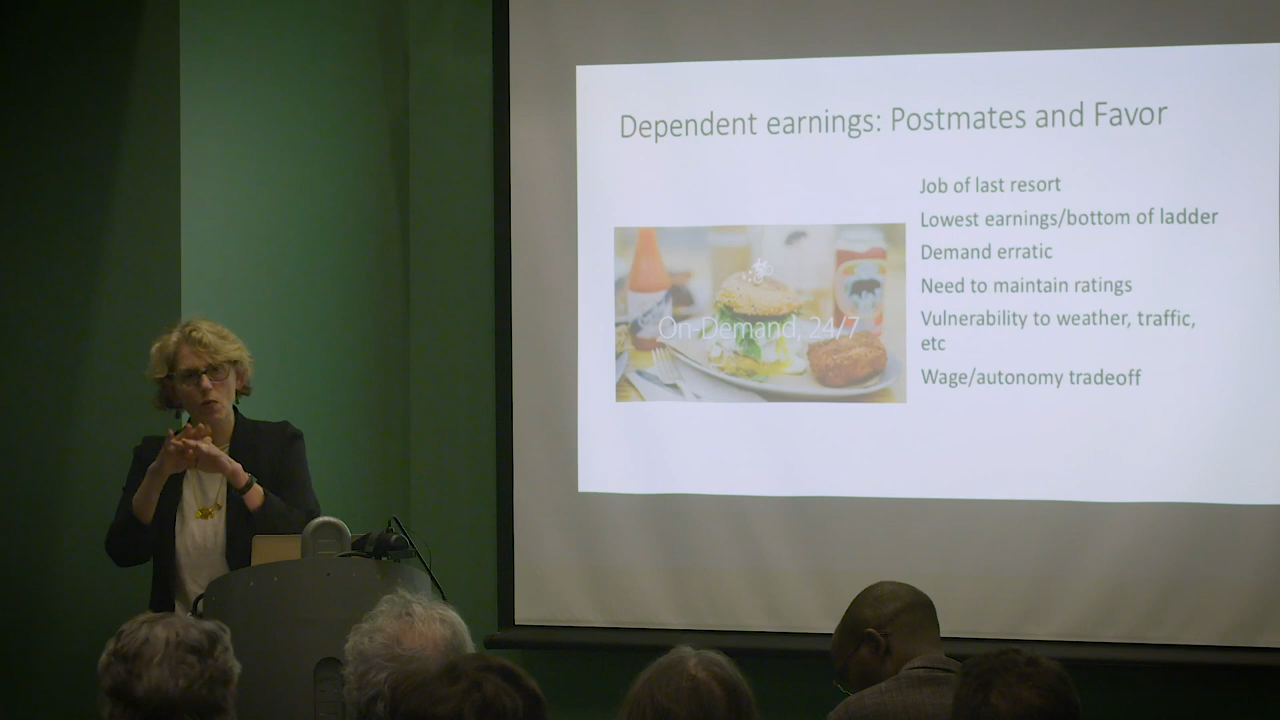 Dependent earnings: Postmates and Favor
Job of last resort
Lowest earnings/bottom of ladder
Demand erratic
Need to maintain ratings
Vulnerability to weather, traffic,
etc
Wage/autonomy tradeoff
On-Demand, 24/7